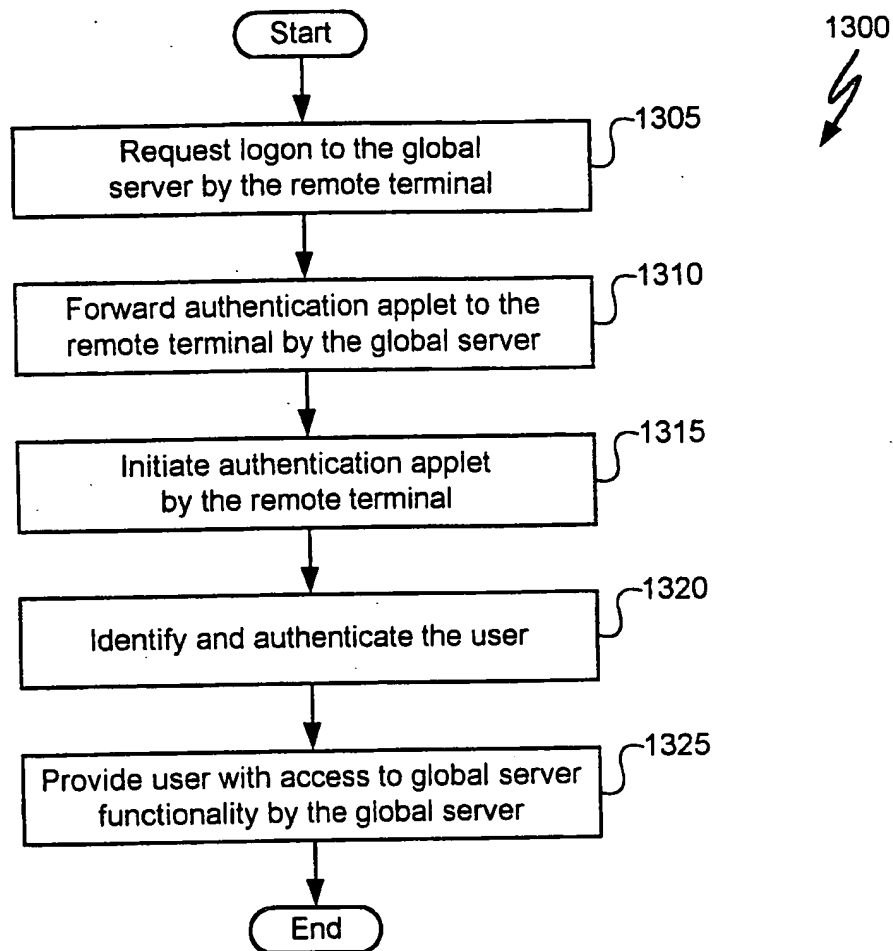 Start
1300
1305
Request logon to the global
server by the remote terminal
1310
Forward authentication applet to the
remote terminal by the global server
1315
Initiate authentication applet
by the remote terminal
1320
Identify and authenticate the user
1325
Provide user with access to global server
functionality by the global server
End